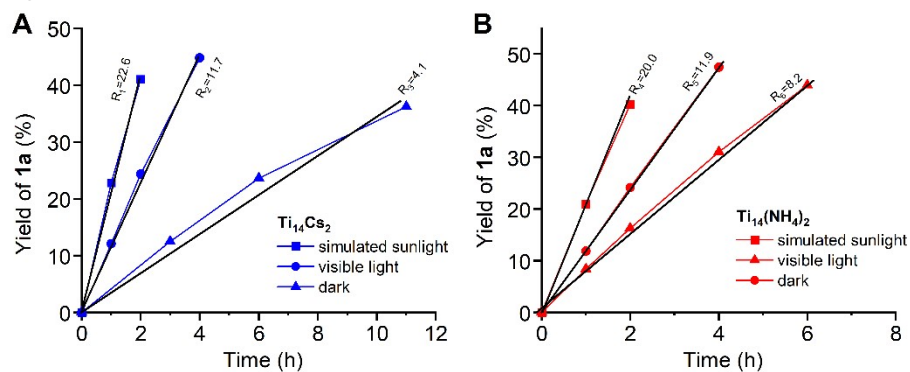 A
Yield of 1a (%)
50
40
30
20
10
0
R₁=22.6
R₂=11.7
R₃=4.1
Ti₁₄Cs₂
simulated sunlight
visible light
dark
0 2 4 6 8 10 12
Time (h)
B
Yield of 1a (%)
50
40
30
20
10
0
R₄=20.0
R₅=11.9
R₆=8.2
Ti₁₄(NH₄)₂
simulated sunlight
visible light
dark
0 2 4 6 8
Time (h)